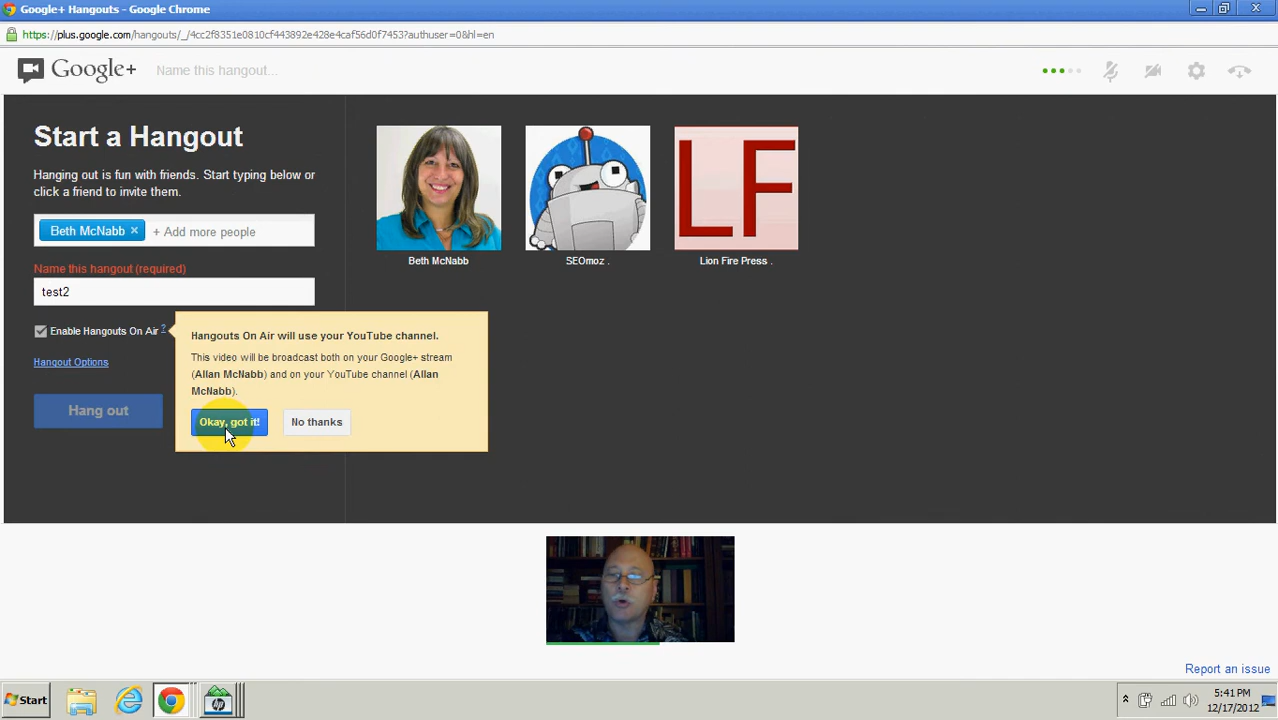 Google+ Hangouts - Google Chrome
https://plus.google.com/hangouts/_/4cc2f8351e0810cf443892e428e4caf56d0f7453?authuser=0&hl=en
Google+ Name this hangout...
Start a Hangout
Hanging out is fun with friends. Start typing below or
click a friend to invite them.
Beth McNabb × + Add more people
Name this hangout (required)
test2
Enable Hangouts On Air ?
Hangout Options
Hang out
Hangouts On Air will use your YouTube channel.
This video will be broadcast both on your Google+ stream
(Allan McNabb) and on your YouTube channel (Allan
McNabb).
Okay, got it! No thanks
LF
Beth McNabb SEOmoz . Lion Fire Press .
Report an issue
Start
hp
5:41 PM
12/17/2012